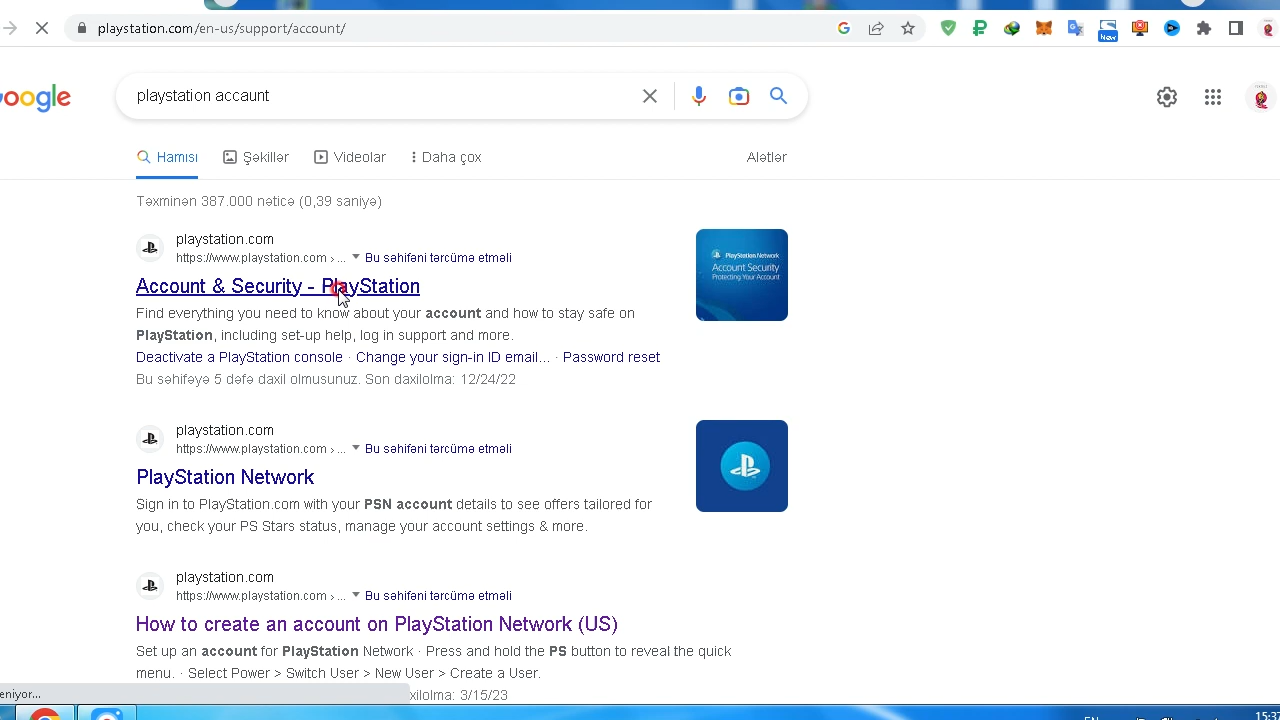 playstation.com/en-us/support/account/
New
oogle
playstation accaunt
Hamısı
Şəkillər
Videolar
Daha çox
Alətlər
Təxminən 387.000 nəticə (0,39 saniyə)
playstation.com
https://www.playstation.com › ... Bu səhifəni tərcümə etməli
Account & Security - PlayStation
Find everything you need to know about your account and how to stay safe on
PlayStation, including set-up help, log in support and more.
Deactivate a PlayStation console · Change your sign-in ID email... · Password reset
Bu səhifəyə 5 dəfə daxil olmusunuz. Son daxilolma: 12/24/22
PlayStation Network
Account Security
Protecting Your Account
playstation.com
https://www.playstation.com › ... Bu səhifəni tərcümə etməli
PlayStation Network
Sign in to PlayStation.com with your PSN account details to see offers tailored for
you, check your PS Stars status, manage your account settings & more.
playstation.com
https://www.playstation.com › ... Bu səhifəni tərcümə etməli
How to create an account on PlayStation Network (US)
Set up an account for PlayStation Network · Press and hold the PS button to reveal the quick
menu. · Select Power > Switch User > New User > Create a User.
xilolma: 3/15/23
eniyor...